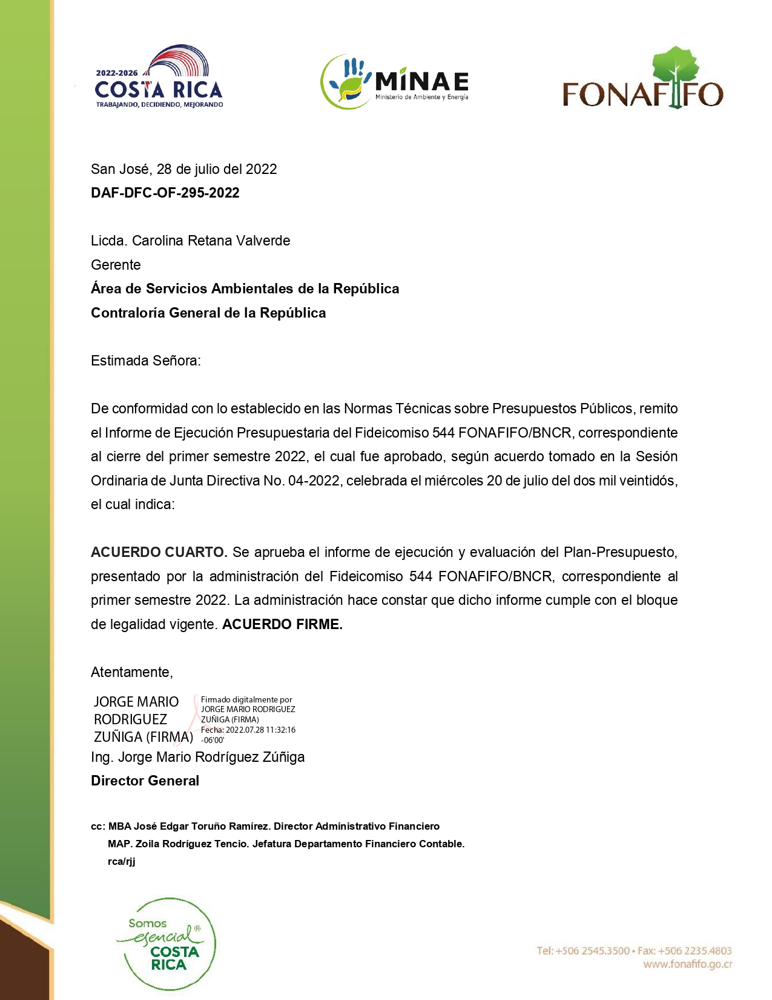 2022-2026
COSTA RICA
TRABAJANDO, DECIDIENDO, MEJORANDO
MINAE
Ministerio de Ambiente y Energía
FONAFIFO
San José, 28 de julio del 2022
DAF-DFC-OF-295-2022
Licda. Carolina Retana Valverde
Gerente
Área de Servicios Ambientales de la República
Contraloría General de la República
Estimada Señora:
De conformidad con lo establecido en las Normas Técnicas sobre Presupuestos Públicos, remito
el Informe de Ejecución Presupuestaria del Fideicomiso 544 FONAFIFO/BNCR, correspondiente
al cierre del primer semestre 2022, el cual fue aprobado, según acuerdo tomado en la Sesión
Ordinaria de Junta Directiva No. 04-2022, celebrada el miércoles 20 de julio del dos mil veintidós,
el cual indica:
ACUERDO CUARTO. Se aprueba el informe de ejecución y evaluación del Plan-Presupuesto,
presentado por la administración del Fideicomiso 544 FONAFIFO/BNCR, correspondiente al
primer semestre 2022. La administración hace constar que dicho informe cumple con el bloque
de legalidad vigente. ACUERDO FIRME.
Atentamente,
JORGE MARIO
RODRIGUEZ
ZUÑIGA (FIRMA)
Firmado digitalmente por
JORGE MARIO RODRIGUEZ
ZUÑIGA (FIRMA)
Fecha: 2022.07.28 11:32:16
-06'00'
Ing. Jorge Mario Rodríguez Zúñiga
Director General
cc: MBA José Edgar Toruño Ramírez. Director Administrativo Financiero
MAP. Zoila Rodríguez Tencio. Jefatura Departamento Financiero Contable.
rca/rjj
Somos
esencial ®
COSTA
RICA
Tel: +506 2545.3500 • Fax: +506 2235.4803
www.fonafifo.go.cr